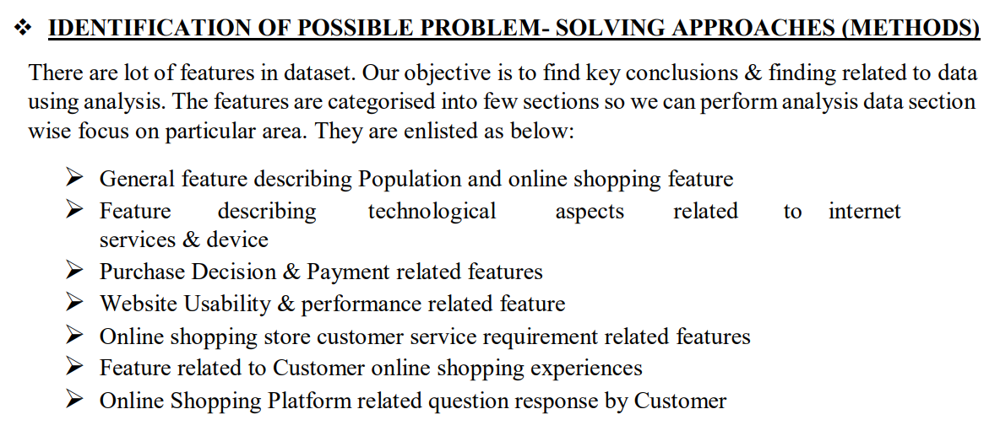 ❖ IDENTIFICATION OF POSSIBLE PROBLEM- SOLVING APPROACHES (METHODS)
There are lot of features in dataset. Our objective is to find key conclusions & finding related to data
using analysis. The features are categorised into few sections so we can perform analysis data section
wise focus on particular area. They are enlisted as below:
➢ General feature describing Population and online shopping feature
➢ Feature describing technological aspects related to internet
services & device
➢ Purchase Decision & Payment related features
➢ Website Usability & performance related feature
➢ Online shopping store customer service requirement related features
➢ Feature related to Customer online shopping experiences
➢ Online Shopping Platform related question response by Customer